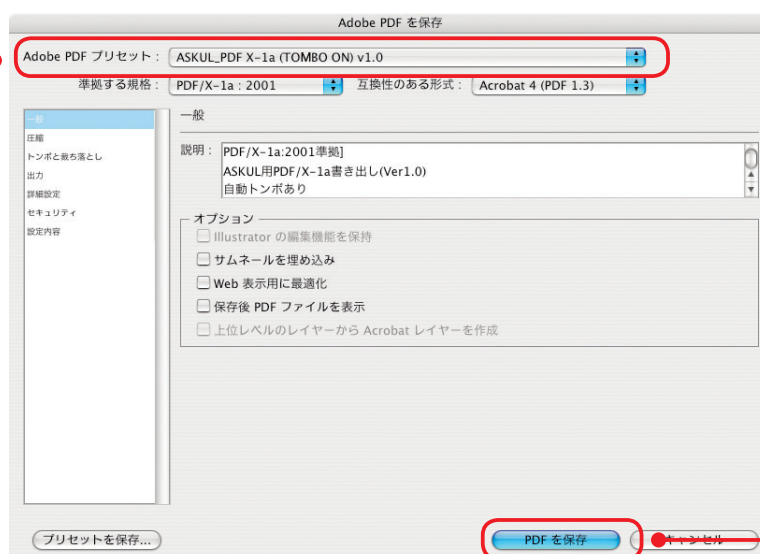 Adobe PDF を保存
Adobe PDF プリセット： ASKUL_PDF X-1a (TOMBO ON) v1.0
準拠する規格： PDF/X-1a : 2001 互換性のある形式： Acrobat 4 (PDF 1.3)
一般
圧縮
トンボと裁ち落とし
出力
詳細設定
セキュリティ
設定内容
一般
説明： PDF/X-1a:2001準拠]
ASKUL用PDF/X-1a書き出し(Ver1.0)
自動トンボあり
オプション
Illustrator の編集機能を保持
サムネールを埋め込み
Web 表示用に最適化
保存後 PDF ファイルを表示
上位レベルのレイヤーから Acrobat レイヤーを作成
プリセットを保存... PDF を保存 キャンセル